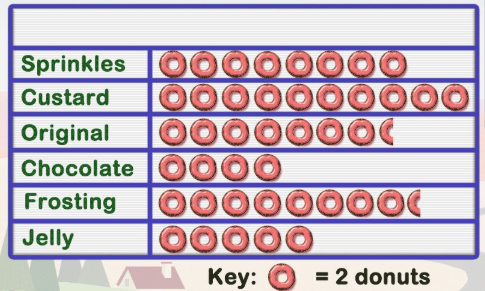 Sprinkles
Custard
Original
Chocolate
Frosting
Jelly
Key: = 2 donuts